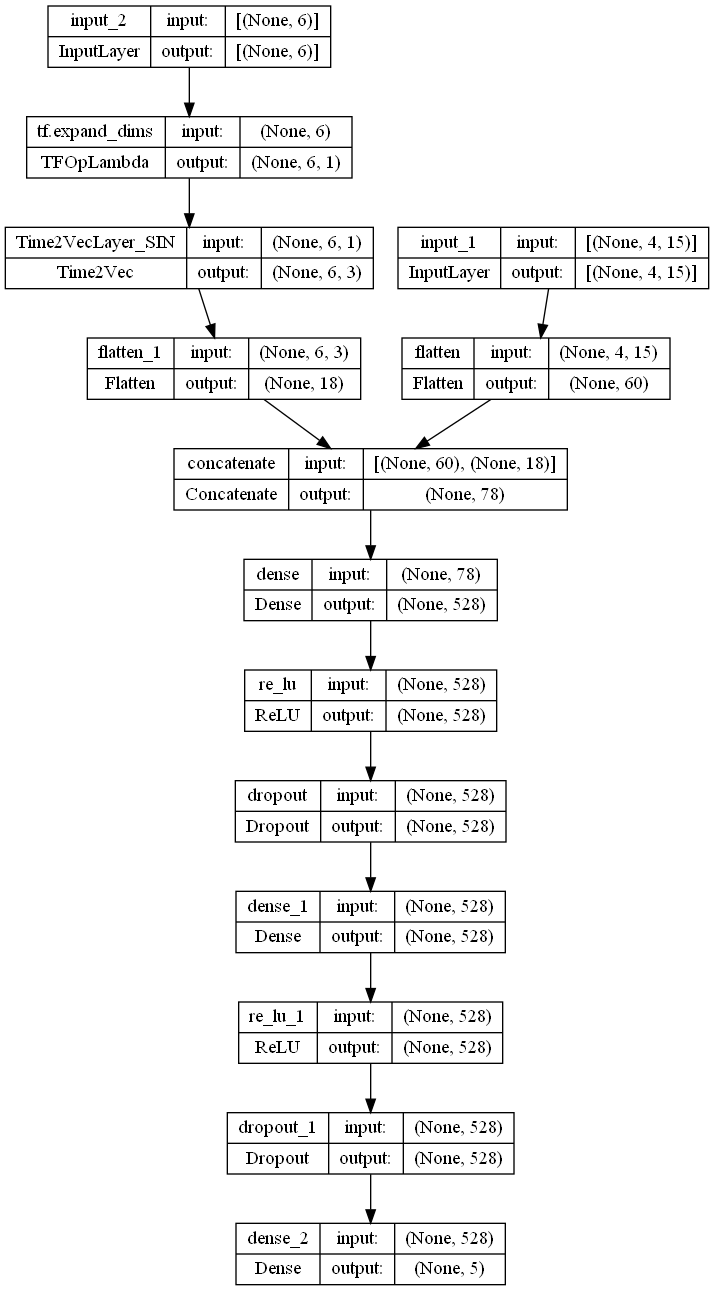 input_2 input: [(None, 6)]
InputLayer output: [(None, 6)]
tf.expand_dims input: (None, 6)
TFOpLambda output: (None, 6, 1)
Time2VecLayer_SIN input: (None, 6, 1)
Time2Vec output: (None, 6, 3)
input_1 input: [(None, 4, 15)]
InputLayer output: [(None, 4, 15)]
flatten_1 input: (None, 6, 3)
Flatten output: (None, 18)
flatten input: (None, 4, 15)
Flatten output: (None, 60)
concatenate input: [(None, 60), (None, 18)]
Concatenate output: (None, 78)
dense input: (None, 78)
Dense output: (None, 528)
re_lu input: (None, 528)
ReLU output: (None, 528)
dropout input: (None, 528)
Dropout output: (None, 528)
dense_1 input: (None, 528)
Dense output: (None, 528)
re_lu_1 input: (None, 528)
ReLU output: (None, 528)
dropout_1 input: (None, 528)
Dropout output: (None, 528)
dense_2 input: (None, 528)
Dense output: (None, 5)